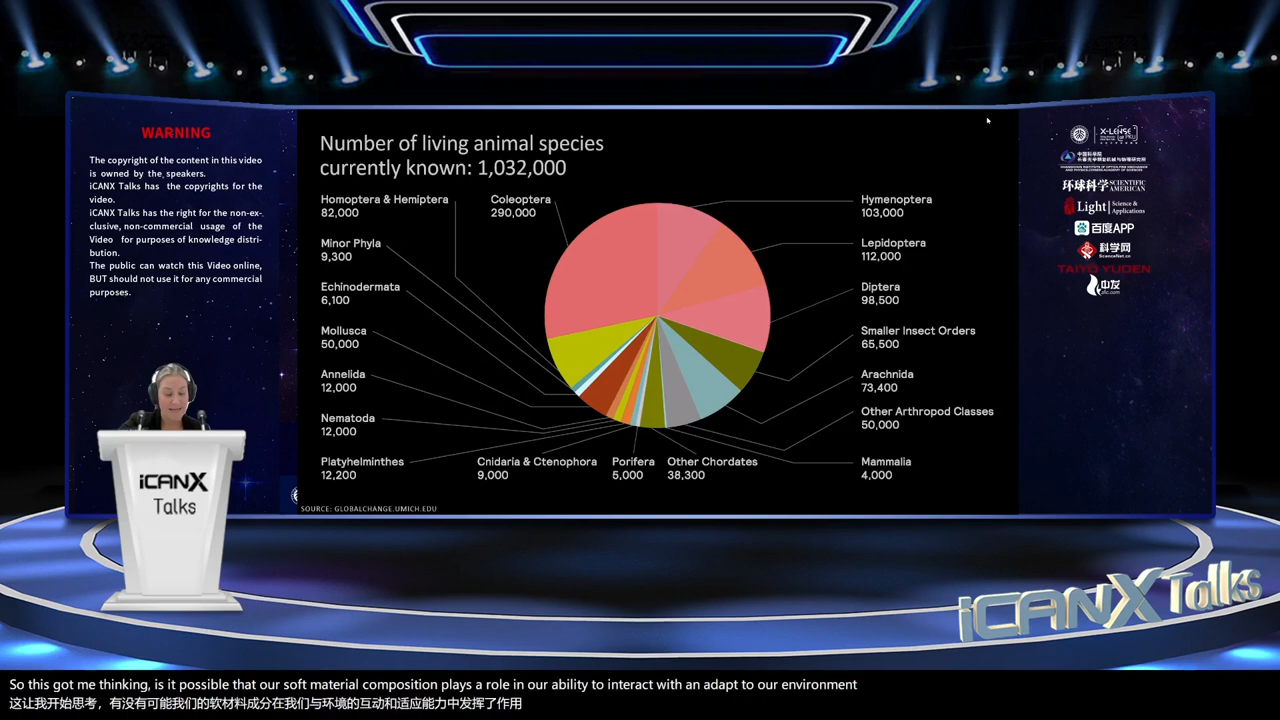 WARNING
The copyright of the content in this video
is owned by the speakers.
iCANX Talks has the copyrights for the
video.
iCANX Talks has the right for the non-ex-
clusive, non-commercial usage of the
Video for purposes of knowledge distri-
bution.
The public can watch this Video online,
BUT should not use it for any commercial
purposes.
Number of living animal species
currently known: 1,032,000
Homoptera & Hemiptera
82,000
Coleoptera
290,000
Hymenoptera
103,000
Minor Phyla
9,300
Lepidoptera
112,000
Echinodermata
6,100
Diptera
98,500
Mollusca
50,000
Smaller Insect Orders
65,500
Annelida
12,000
Arachnida
73,400
Nematoda
12,000
Other Arthropod Classes
50,000
Platyhelminthes
12,200
Cnidaria & Ctenophora
9,000
Porifera
5,000
Other Chordates
38,300
Mammalia
4,000
SOURCE: GLOBALCHANGE.UMICH.EDU
X-LENSE
中国科学院
环球科学 SCIENTIFIC AMERICAN
Light Science & Applications
百度APP
科学网
ScienceNet.cn
TAIYO YUDEN
中友
iCANX
Talks
iCANX Talks
So this got me thinking, is it possible that our soft material composition plays a role in our ability to interact with an adapt to our environment
这让我开始思考，有没有可能我们的软材料成分在我们与环境的互动和适应能力中发挥了作用